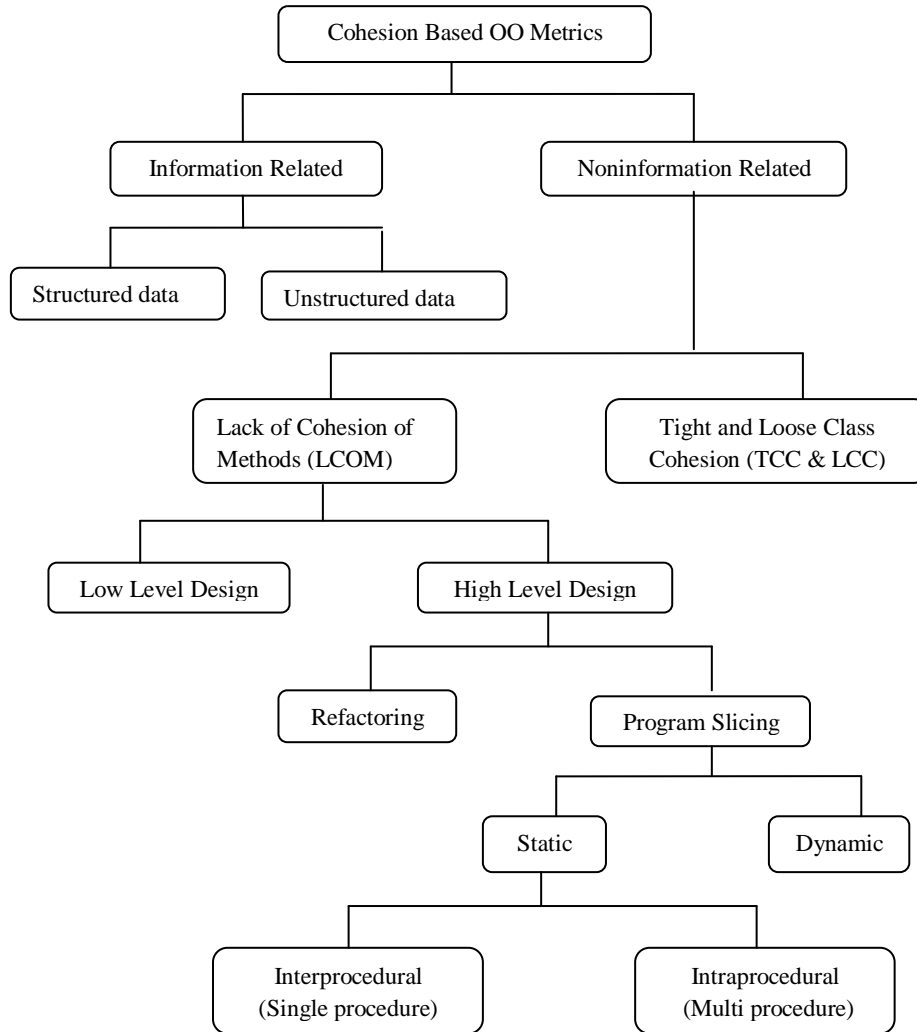 Cohesion Based OO Metrics
Information Related
Noninformation Related
Structured data
Unstructured data
Lack of Cohesion of
Methods (LCOM)
Tight and Loose Class
Cohesion (TCC & LCC)
Low Level Design
High Level Design
Refactoring
Program Slicing
Static
Dynamic
Interprocedural
(Single procedure)
Intraprocedural
(Multi procedure)